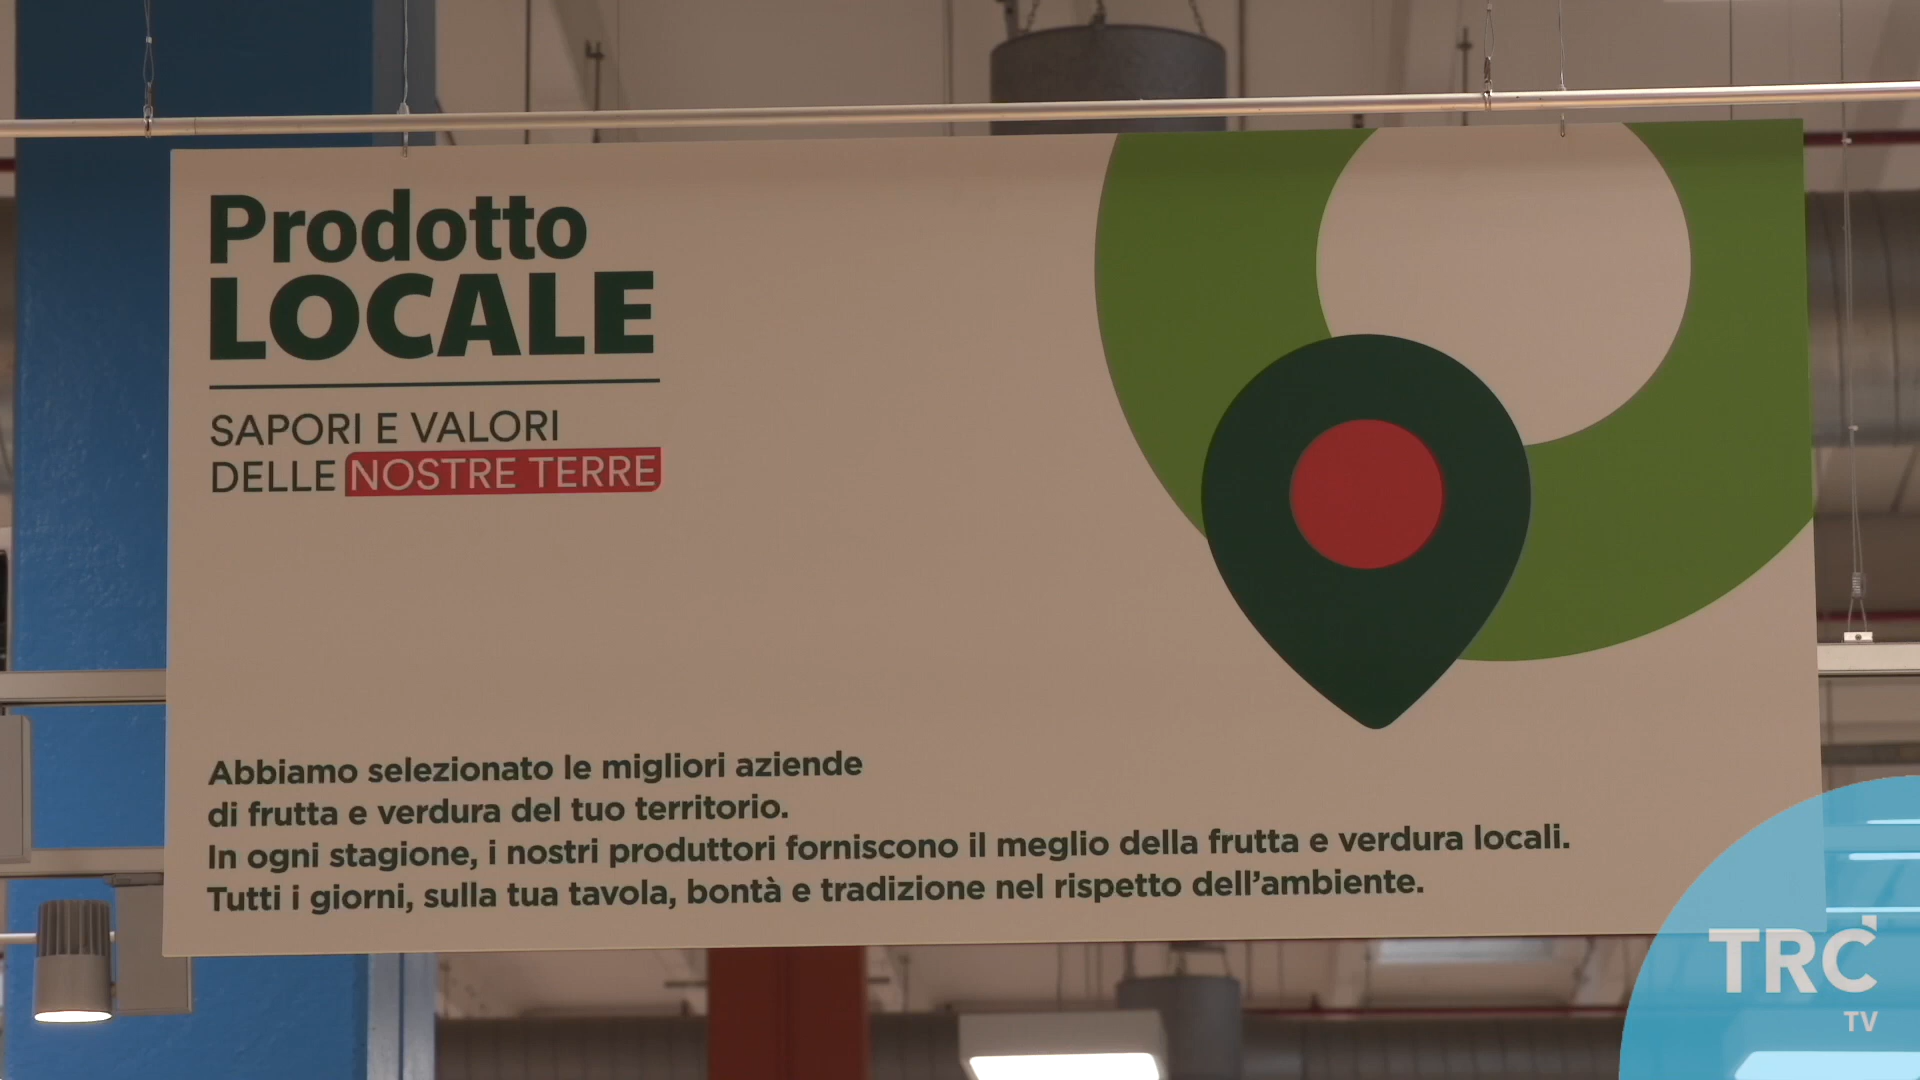 Prodotto
LOCALE
SAPORI E VALORI
DELLE NOSTRE TERRE
Abbiamo selezionato le migliori aziende
di frutta e verdura del tuo territorio.
In ogni stagione, i nostri produttori forniscono il meglio della frutta e verdura locali.
Tutti i giorni, sulla tua tavola, bontà e tradizione nel rispetto dell'ambiente.
TRC
TV